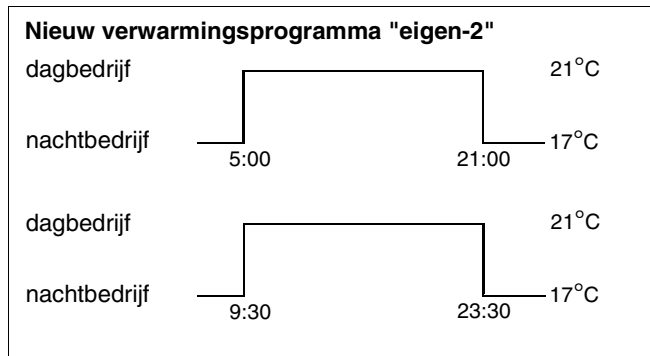 Nieuw verwarmingsprogramma "eigen-2"
dagbedrijf 21°C
nachtbedrijf 17°C
5:00 21:00
dagbedrijf 21°C
nachtbedrijf 17°C
9:30 23:30